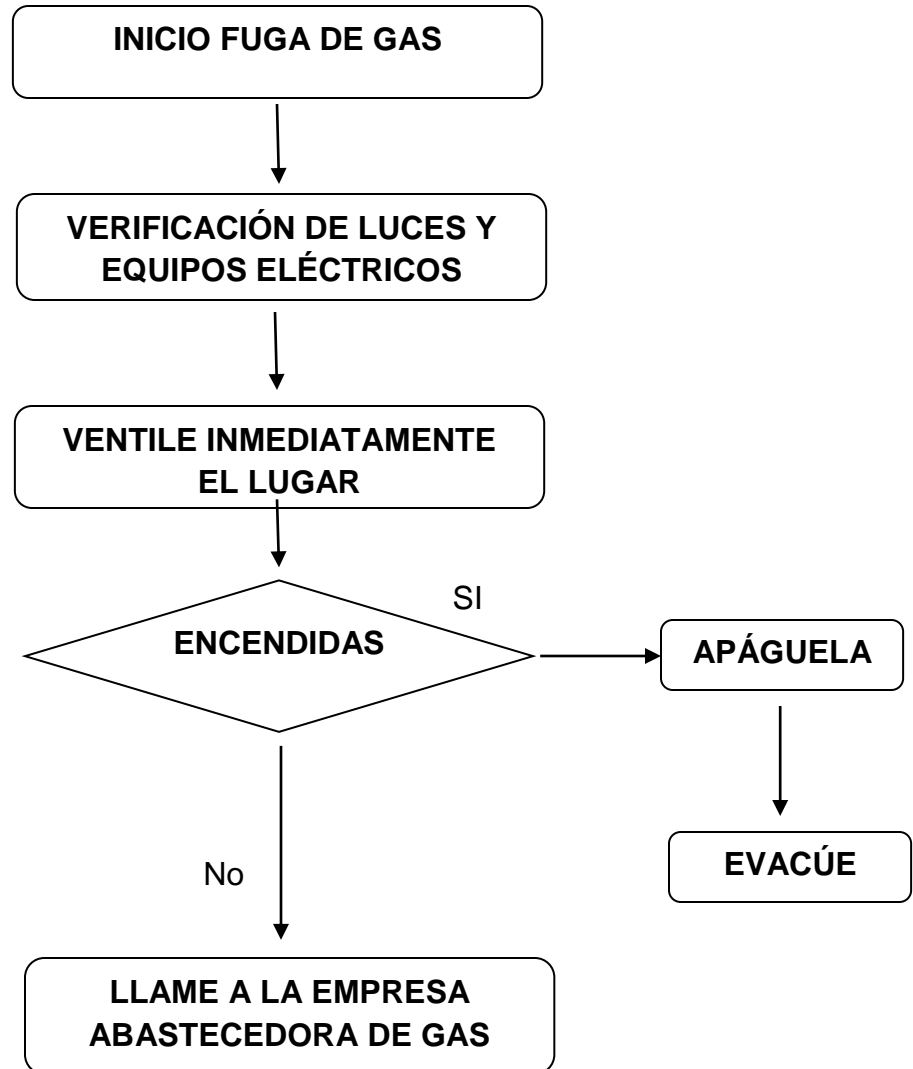 INICIO FUGA DE GAS
VERIFICACIÓN DE LUCES Y
EQUIPOS ELÉCTRICOS
VENTILE INMEDIATAMENTE
EL LUGAR
SI
ENCENDIDAS
APÁGUELA
EVACÚE
No
LLAME A LA EMPRESA
ABASTECEDORA DE GAS